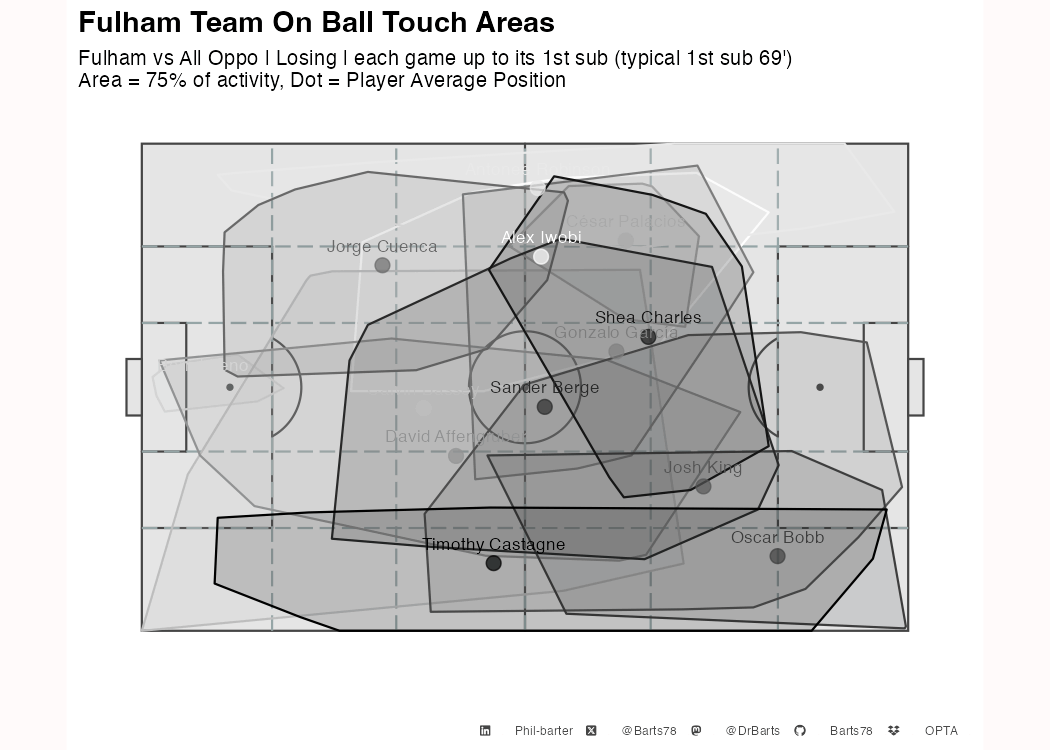 Fulham Team On Ball Touch Areas
Fulham vs All Oppo | Losing | each game up to its 1st sub (typical 1st sub 69')
Area = 75% of activity, Dot = Player Average Position
César Palacios
Alex Iwobi
Jorge Cuenca
Shea Charles
Gonzalo García
Sander Berge
David Affengruber
Josh King
Oscar Bobb
Timothy Castagne
Phil-barter @Barts78 @DrBarts Barts78 OPTA